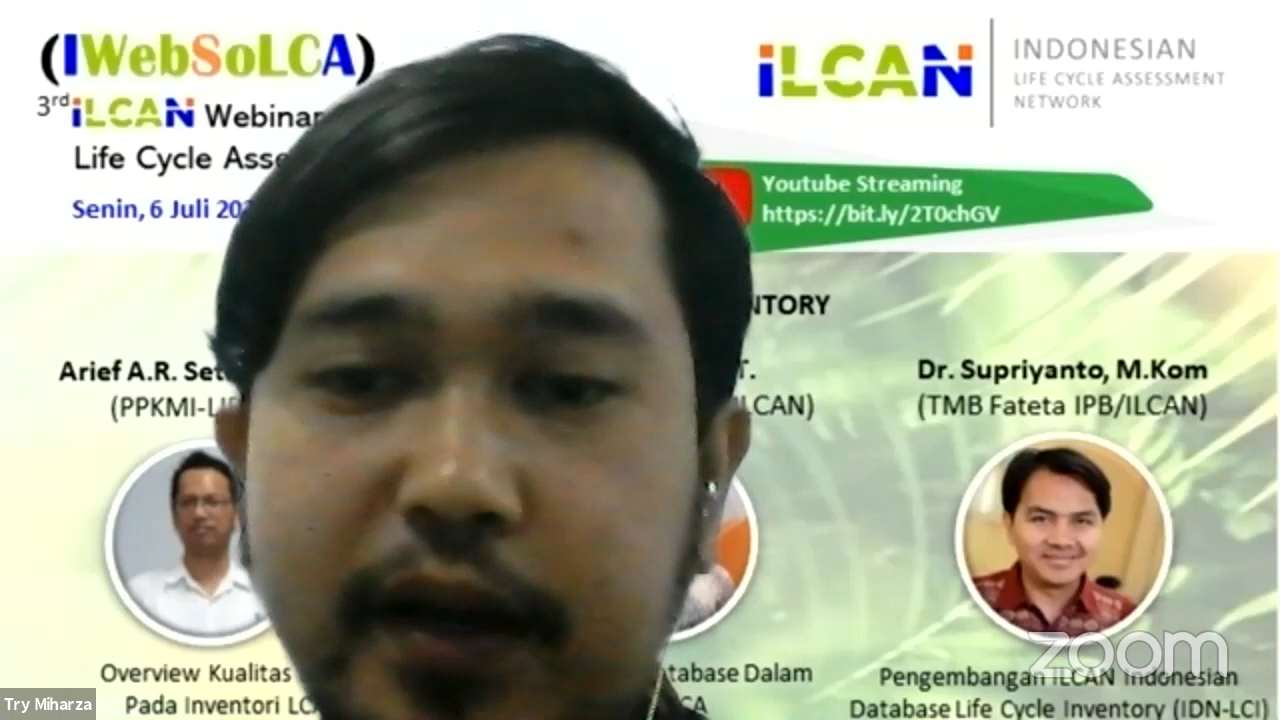 (IWebSoLCA)
3rd iLCAN Webinar
Life Cycle Asse
Senin, 6 Juli 20
iLCAN
INDONESIAN
LIFE CYCLE ASSESSMENT
NETWORK
Youtube Streaming
https://bit.ly/2T0chGV
NTORY
Arief A.R. Set
(PPKMI-LI
T.
LCAN)
Dr. Supriyanto, M.Kom
(TMB Fateta IPB/ILCAN)
Overview Kualitas
Pada Inventori LC
tabase Dalam
CA
Pengembangan ILCAN Indonesian
Database Life Cycle Inventory (IDN-LCI)
zoom
Try Miharza